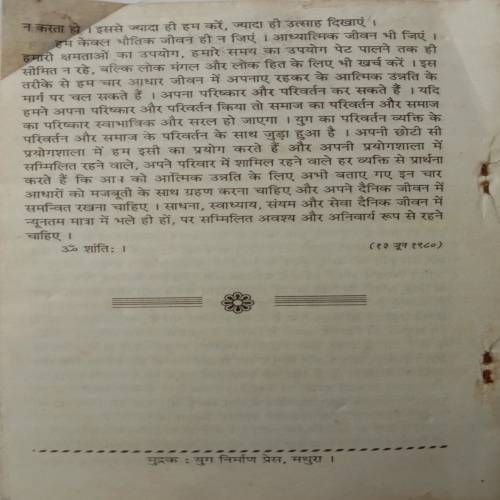 न करता हो । इससे ज्यादा ही हम करें, ज्यादा ही उत्साह दिखाएं ।
हम केवल भौतिक जीवन ही न जिएं । आध्यात्मिक जीवन भी जिएं ।
हमारी क्षमताओं का उपयोग, हमारे समय का उपयोग पेट पालने तक ही
सीमित न रहे, बल्कि लोक मंगल और लोक हित के लिए भी खर्च करें । इस
तरीके से हम चार आधार जीवन में अपनाए रहकर के आत्मिक उन्नति के
मार्ग पर चल सकते हैं । अपना परिष्कार और परिवर्तन कर सकते हैं । यदि
हमने अपना परिष्कार और परिवर्तन किया तो समाज का परिवर्तन और समाज
का परिष्कार स्वाभाविक और सरल हो जाएगा । युग का परिवर्तन व्यक्ति के
परिवर्तन और समाज के परिवर्तन के साथ जुड़ा हुआ है । अपनी छोटी सी
प्रयोगशाला में हम इसी का प्रयोग करते हैं और अपनी प्रयोगशाला में
सम्मिलित रहने वाले, अपने परिवार में शामिल रहने वाले हर व्यक्ति से प्रार्थना
करते हैं कि आत्मिक उन्नति के लिए अभी बताए गए इन चार
आधारों को मजबूती के साथ ग्रहण करना चाहिए और अपने दैनिक जीवन में
समन्वित रखना चाहिए । साधना, स्वाध्याय, संयम और सेवा दैनिक जीवन में
न्यूनतम मात्रा में भले ही हों, पर सम्मिलित अवश्य और अनिवार्य रूप से रहने
चाहिए ।
ॐ शांति: । (१२ जून १९८०)
मुद्रक : युग निर्माण प्रेस, मथुरा ।